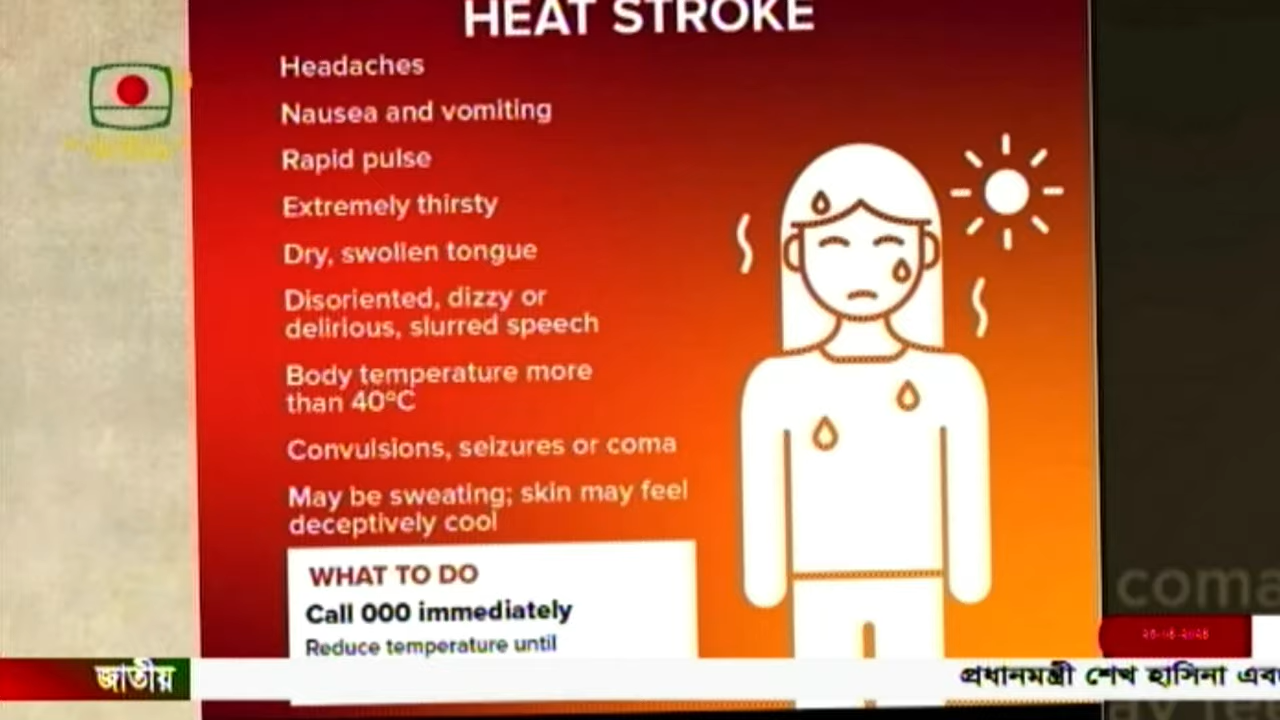 HEAT STROKE
Headaches
Nausea and vomiting
Rapid pulse
Extremely thirsty
Dry, swollen tongue
Disoriented, dizzy or
delirious, slurred speech
Body temperature more
than 40°C
Convulsions, seizures or coma
May be sweating; skin may feel
deceptively cool
WHAT TO DO
Call 000 immediately
Reduce temperature until
coma
জাতীয়
প্রধানমন্ত্রী শেখ হাসিনা